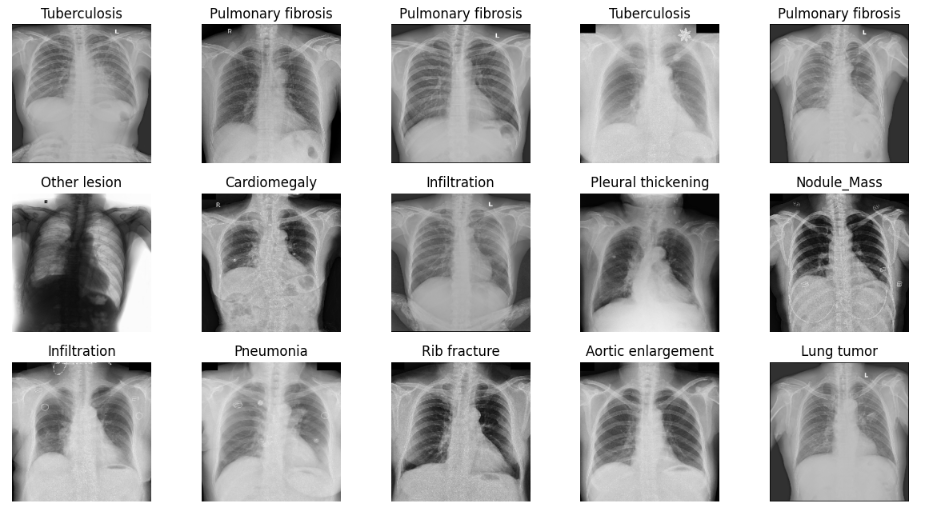 Tuberculosis
Pulmonary fibrosis
Pulmonary fibrosis
Tuberculosis
Pulmonary fibrosis
L
R
L
L
Other lesion
Cardiomegaly
Infiltration
Pleural thickening
Nodule_Mass
R
L
Infiltration
Pneumonia
Rib fracture
Aortic enlargement
Lung tumor
L